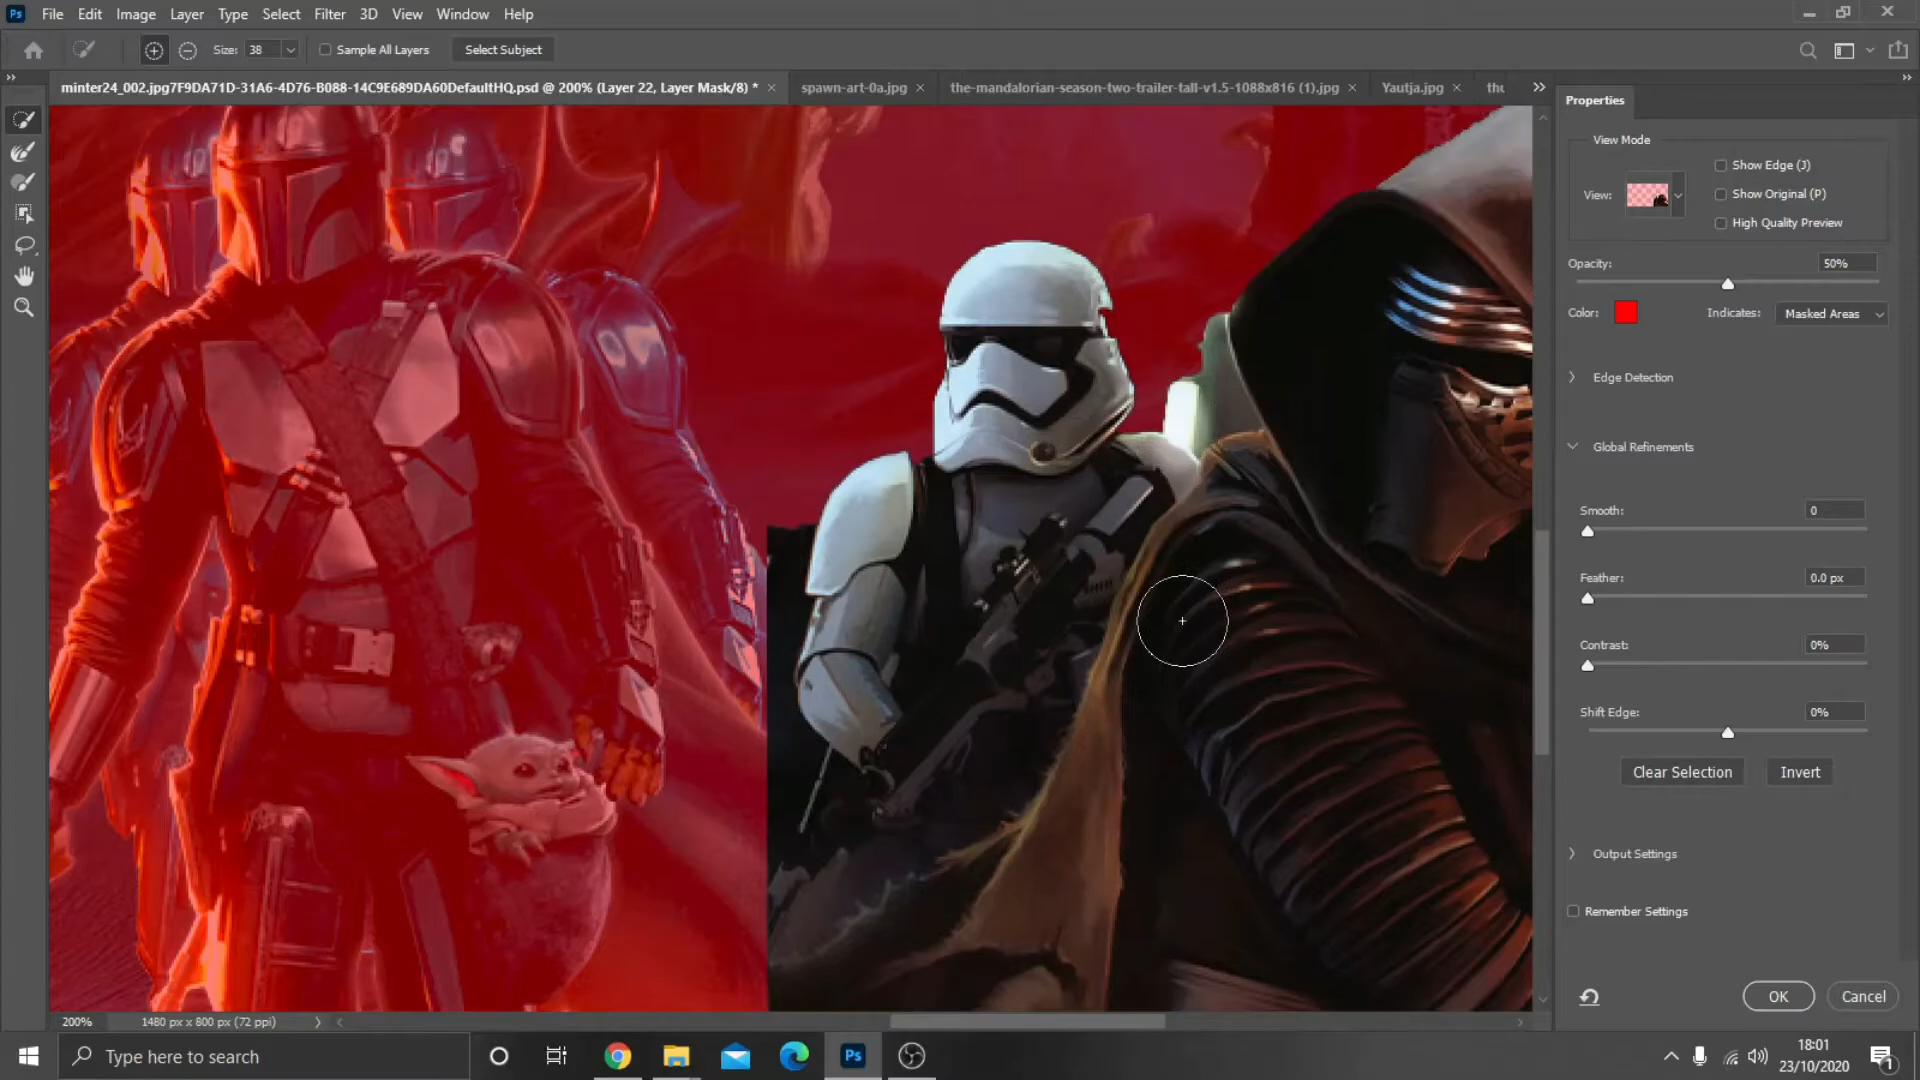 Ps File Edit Image Layer Type Select Filter 3D View Window Help
Size: 38 Sample All Layers Select Subject
minter24_002.jpg7F9DA71D-31A6-4D76-B088-14C9E689DA60DefaultHQ.psd @ 200% (Layer 22, Layer Mask/8) * spawn-art-0a.jpg the-mandalorian-season-two-trailer-tall-v1.5-1088x816 (1).jpg Yautja.jpg thu
Properties
View Mode
Show Edge (J)
View:
Show Original (P)
High Quality Preview
Opacity: 50%
Color: Indicates: Masked Areas
Edge Detection
Global Refinements
Smooth: 0
Feather: 0.0 px
Contrast: 0%
Shift Edge: 0%
Clear Selection Invert
Output Settings
Remember Settings
OK Cancel
200% 1480 px x 800 px (72 ppi)
Type here to search
Ps
18:01
23/10/2020
1